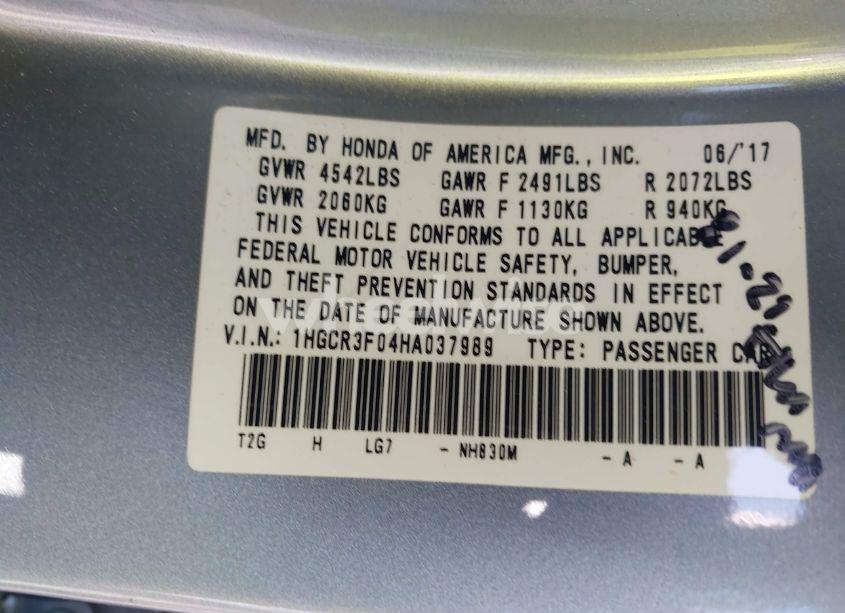 MFD. BY HONDA OF AMERICA MFG., INC. 06/'17
GVWR 4542LBS GAWR F 2491LBS R 2072LBS
GVWR 2060KG GAWR F 1130KG R 940KG
THIS VEHICLE CONFORMS TO ALL APPLICABLE
FEDERAL MOTOR VEHICLE SAFETY, BUMPER,
AND THEFT PREVENTION STANDARDS IN EFFECT
ON THE DATE OF MANUFACTURE SHOWN ABOVE.
V.I.N.: 1HGCR3F04HA037989 TYPE: PASSENGER CAR
T2G H LG7 - NH830M - A - A